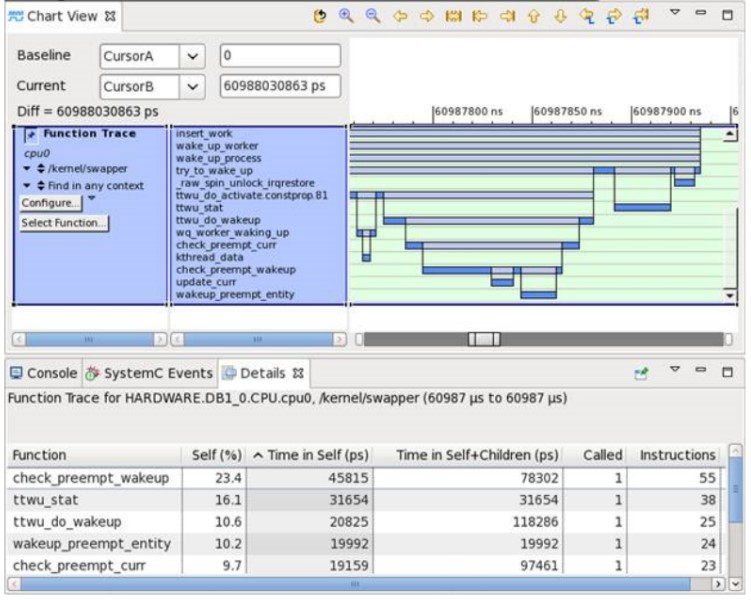 Chart View
Baseline CursorA 0
Current CursorB 60988030863 ps
Diff = 60988030863 ps
60987800 ns 60987850 ns 60987900 ns 6
Function Trace
cpu0
/kernel/swapper
Find in any context
Configure...
Select Function...
insert_work
wake_up_worker
wake_up_process
try_to_wake_up
_raw_spin_unlock_irqrestore
ttwu_do_activate.constprop.81
ttwu_stat
ttwu_do_wakeup
wq_worker_waking_up
check_preempt_curr
kthread_data
check_preempt_wakeup
update_curr
wakeup_preempt_entity
Console SystemC Events Details
Function Trace for HARDWARE.DB1_0.CPU.cpu0, /kernel/swapper (60987 µs to 60987 µs)
Function Self (%) Time in Self (ps) Time in Self+Children (ps) Called Instructions
check_preempt_wakeup 23.4 45815 78302 1 55
ttwu_stat 16.1 31654 31654 1 38
ttwu_do_wakeup 10.6 20825 118286 1 25
wakeup_preempt_entity 10.2 19992 19992 1 24
check_preempt_curr 9.7 19159 97461 1 23